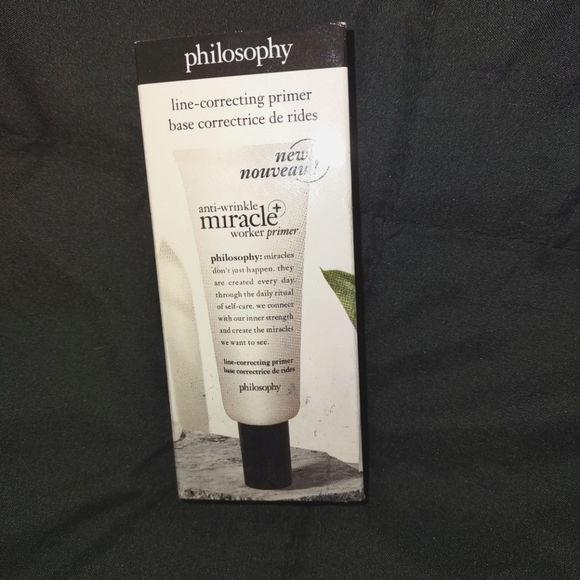 philosophy
line-correcting primer
base correctrice de rides
new
nouveau!
anti-wrinkle
miracle+
worker primer
philosophy: miracles
don't just happen. they
are created every day.
through the daily ritual
of self-care, we connect
with our inner strength
and create the miracles
we want to see.
line-correcting primer
base correctrice de rides
philosophy